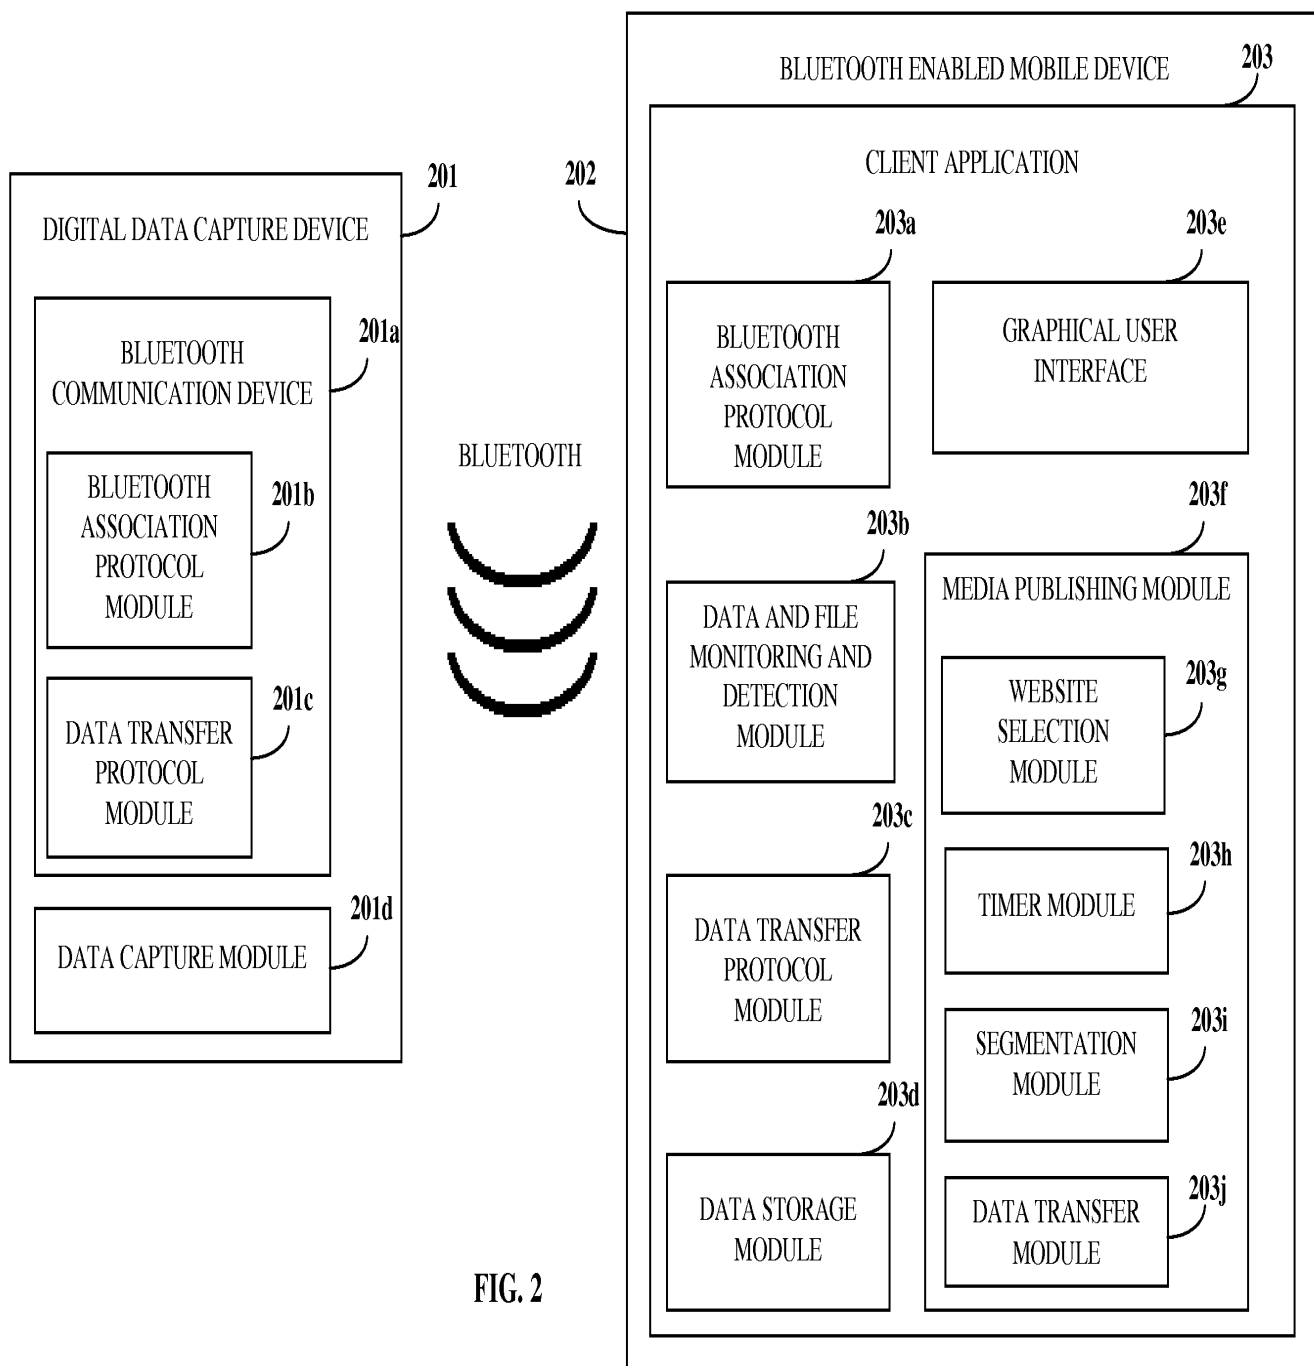 BLUETOOTH ENABLED MOBILE DEVICE
203
CLIENT APPLICATION
201
202
DIGITAL DATA CAPTURE DEVICE
203a
203e
201a
BLUETOOTH
COMMUNICATION DEVICE
BLUETOOTH
ASSOCIATION
PROTOCOL
MODULE
GRAPHICAL USER
INTERFACE
BLUETOOTH
201b
BLUETOOTH
ASSOCIATION
PROTOCOL
MODULE
203b
203f
DATA AND FILE
MONITORING AND
DETECTION
MODULE
MEDIA PUBLISHING MODULE
201c
DATA TRANSFER
PROTOCOL
MODULE
203g
WEBSITE
SELECTION
MODULE
203c
203h
TIMER MODULE
201d
DATA CAPTURE MODULE
DATA TRANSFER
PROTOCOL
MODULE
203i
SEGMENTATION
MODULE
203d
DATA STORAGE
MODULE
203j
DATA TRANSFER
MODULE
FIG. 2